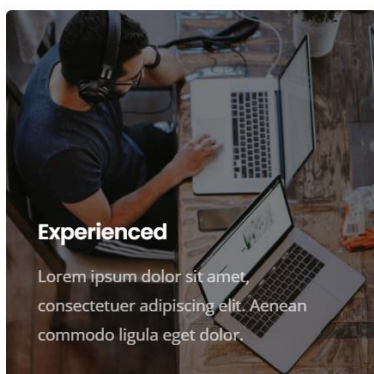 Experienced
Lorem ipsum dolor sit amet,
consectetuer adipiscing elit. Aenean
commodo ligula eget dolor.